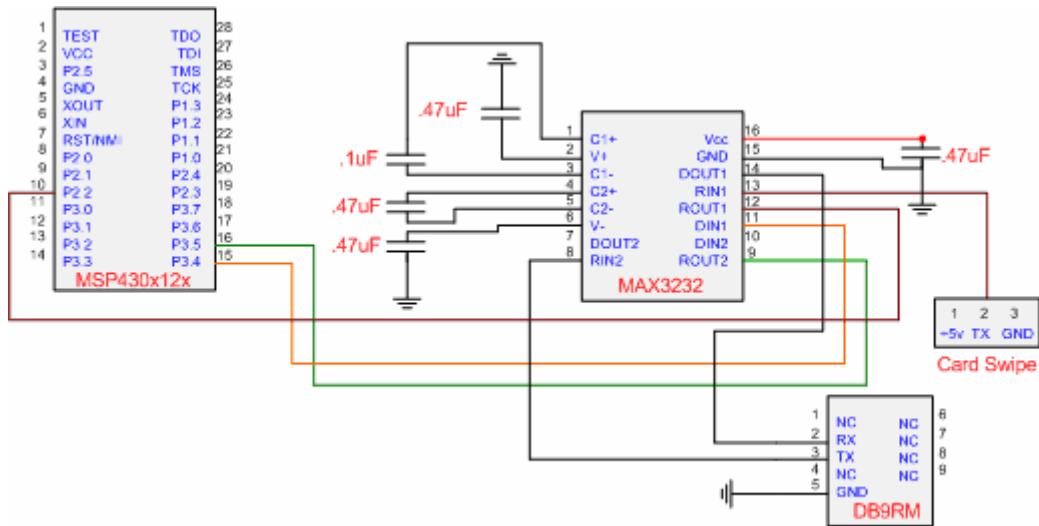 1 TEST TDO 28
2 VCC TDI 27
3 P2.5 TMS 26
4 GND TCK 25
5 XOUT P1.3 24
6 XIN P1.2 23
7 RST/NMI P1.1 22
8 P2.0 P1.0 21
9 P2.1 P2.4 20
10 P2.2 P2.3 19
11 P3.0 P3.7 18
12 P3.1 P3.6 17
13 P3.2 P3.5 16
14 P3.3 P3.4 15
MSP430x12x
.47uF
.1uF
.47uF
.47uF
1 C1+ Vcc 16
2 V+ GND 15
3 C1- DOUT1 14
4 C2+ RIN1 13
5 C2- ROUT1 12
6 V- DIN1 11
7 DOUT2 DIN2 10
8 RIN2 ROUT2 9
MAX3232
.47uF
1 2 3
+5v TX GND
Card Swipe
1 NC NC 6
2 RX NC 7
3 TX NC 8
4 NC NC 9
5 GND
DB9RM